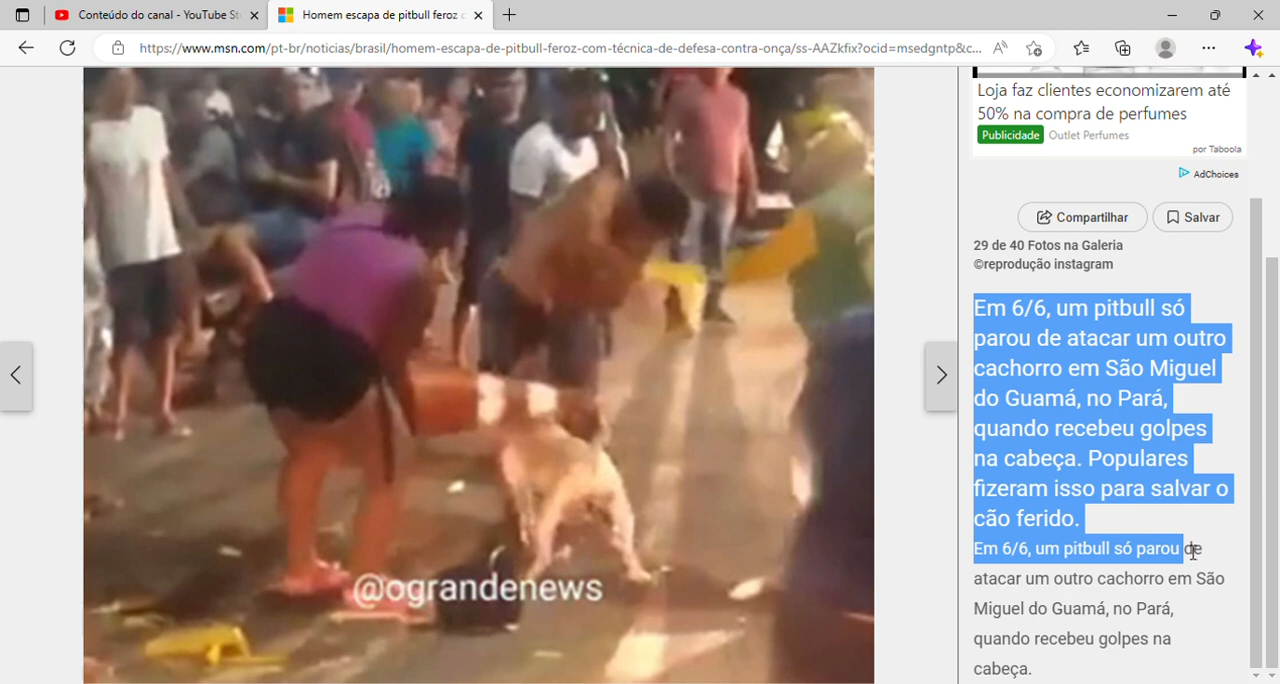 Conteúdo do canal - YouTube St
Homem escapa de pitbull feroz c
https://www.msn.com/pt-br/noticias/brasil/homem-escapa-de-pitbull-feroz-com-técnica-de-defesa-contra-onça/ss-AAZkfix?ocid=msedgntp&c...
Loja faz clientes economizarem até
50% na compra de perfumes
Publicidade Outlet Perfumes
por Taboola
AdChoices
Compartilhar Salvar
29 de 40 Fotos na Galeria
©reprodução instagram
Em 6/6, um pitbull só
parou de atacar um outro
cachorro em São Miguel
do Guamá, no Pará,
quando recebeu golpes
na cabeça. Populares
fizeram isso para salvar o
cão ferido.
Em 6/6, um pitbull só parou de
atacar um outro cachorro em São
Miguel do Guamá, no Pará,
quando recebeu golpes na
cabeça.
@ograndenews